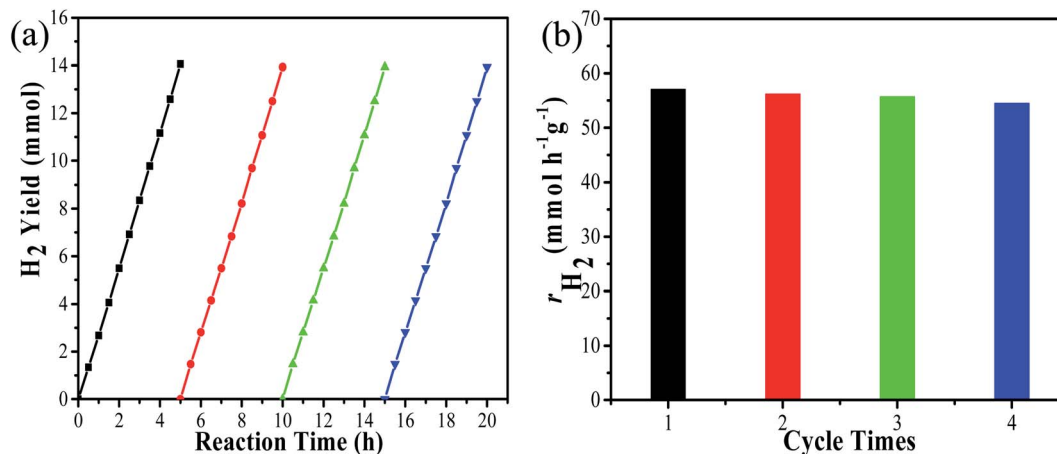 (a)
16
14
12
10
8
6
4
2
0
H2 Yield (mmol)
0 2 4 6 8 10 12 14 16 18 20
Reaction Time (h)
(b)
70
60
50
40
30
20
10
0
rH2 (mmol h-1g-1)
1 2 3 4
Cycle Times